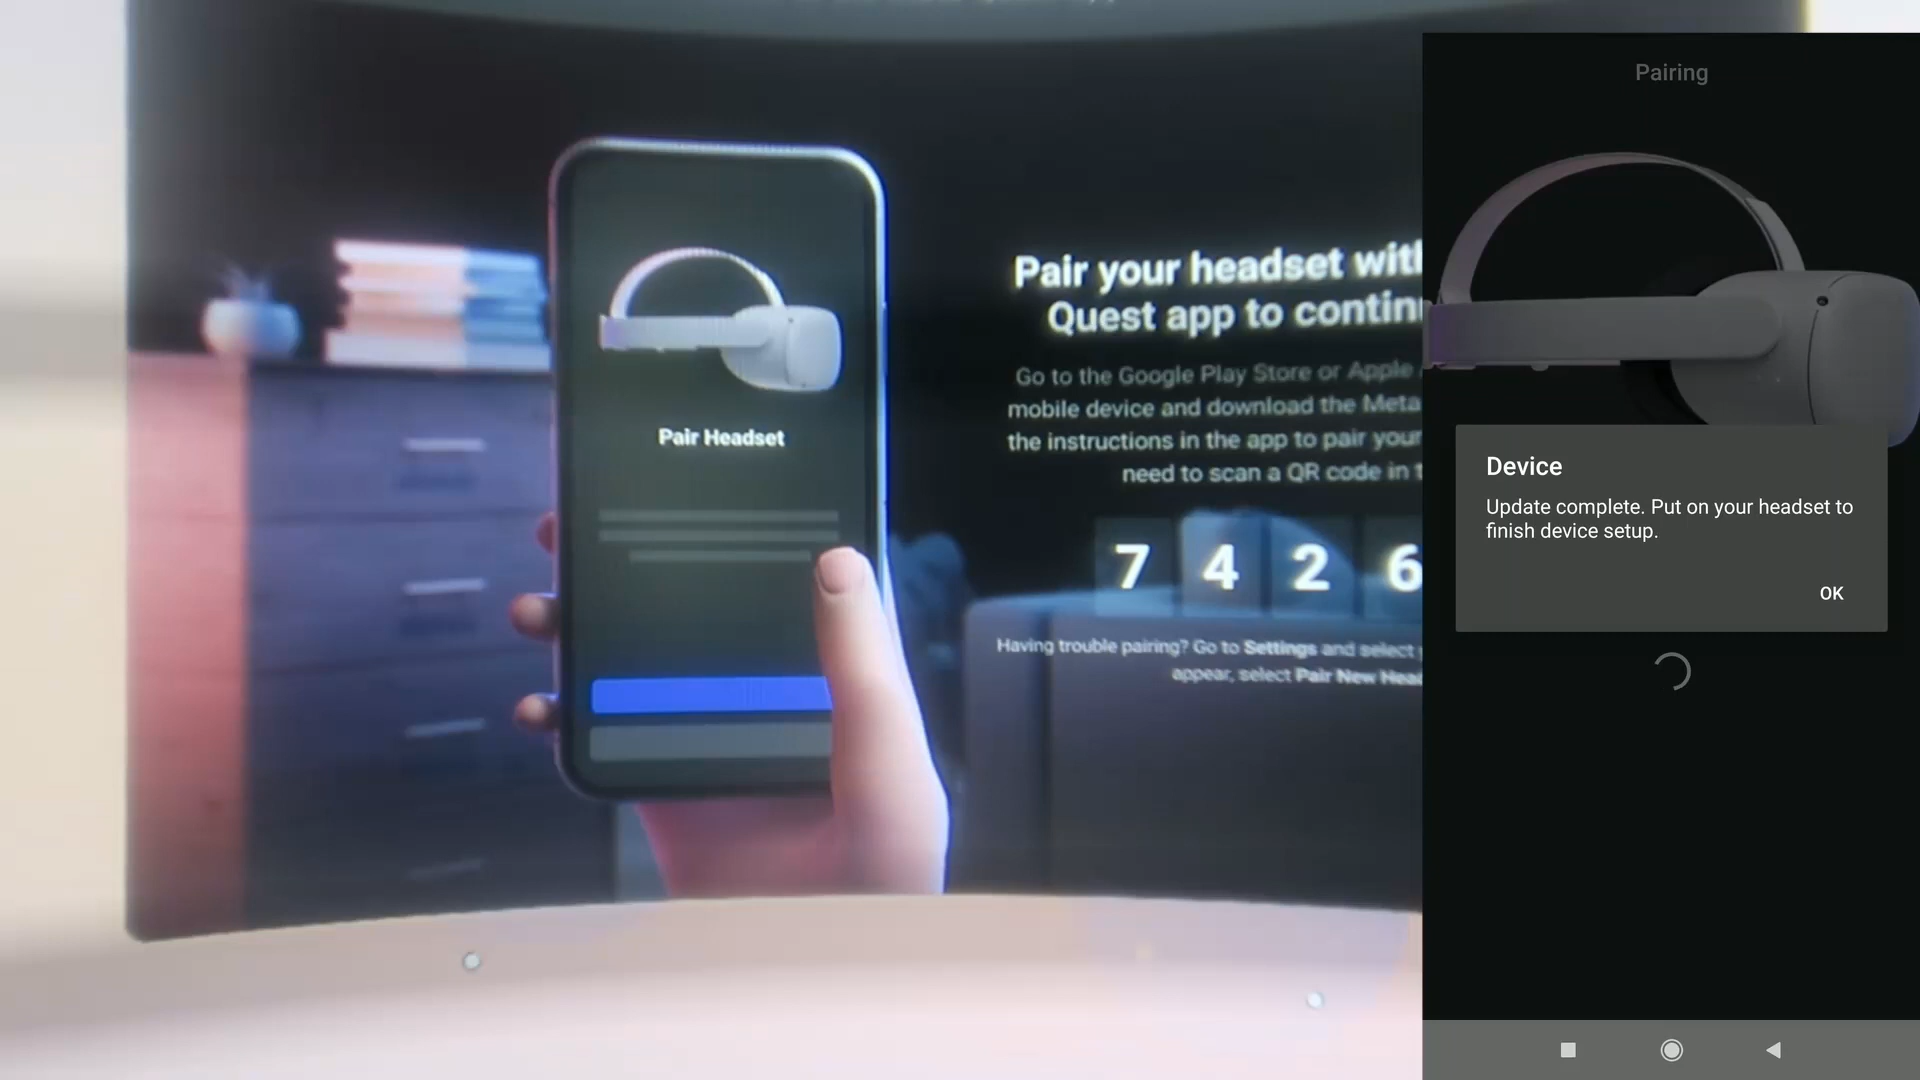 Pair your headset with
Quest app to contin
Go to the Google Play Store or Apple
mobile device and download the Meta
the instructions in the app to pair your
need to scan a QR code in
7 4 2 6
Having trouble pairing? Go to Settings and select
appear, select Pair New Head
Pair Headset
Pairing
Device
Update complete. Put on your headset to
finish device setup.
OK